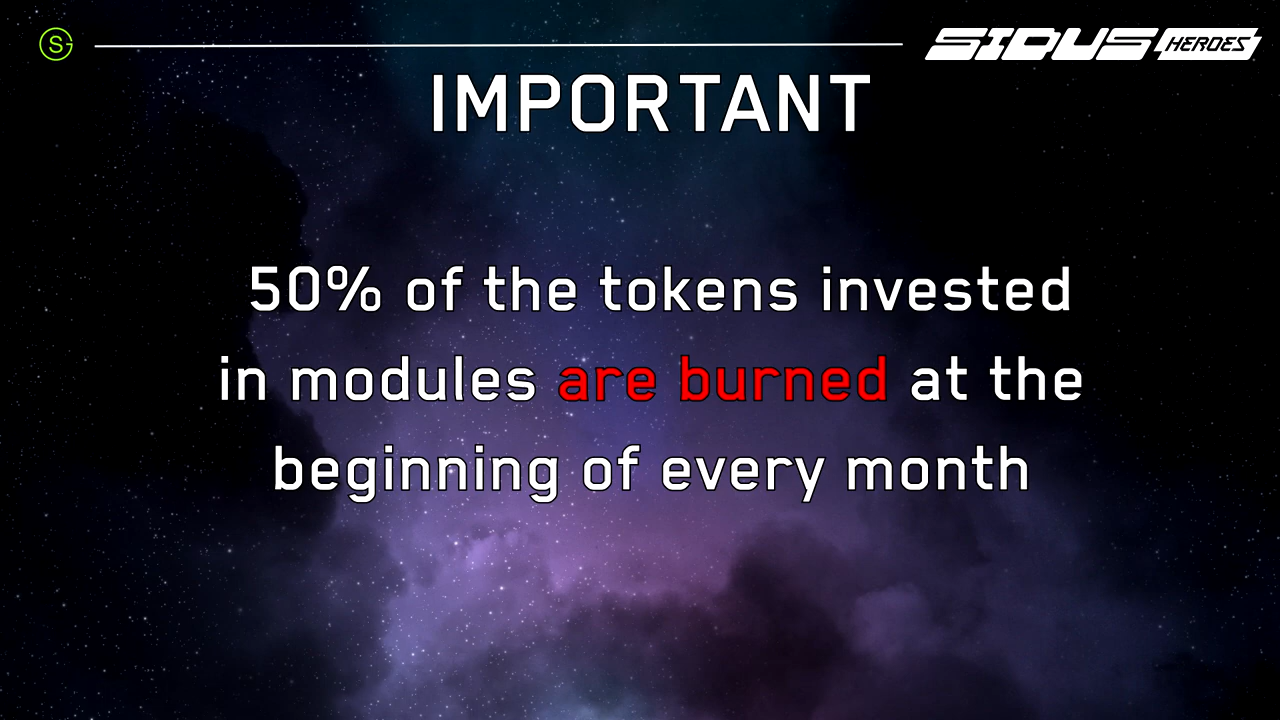 S
SIDUS HEROES
IMPORTANT
50% of the tokens invested
in modules are burned at the
beginning of every month